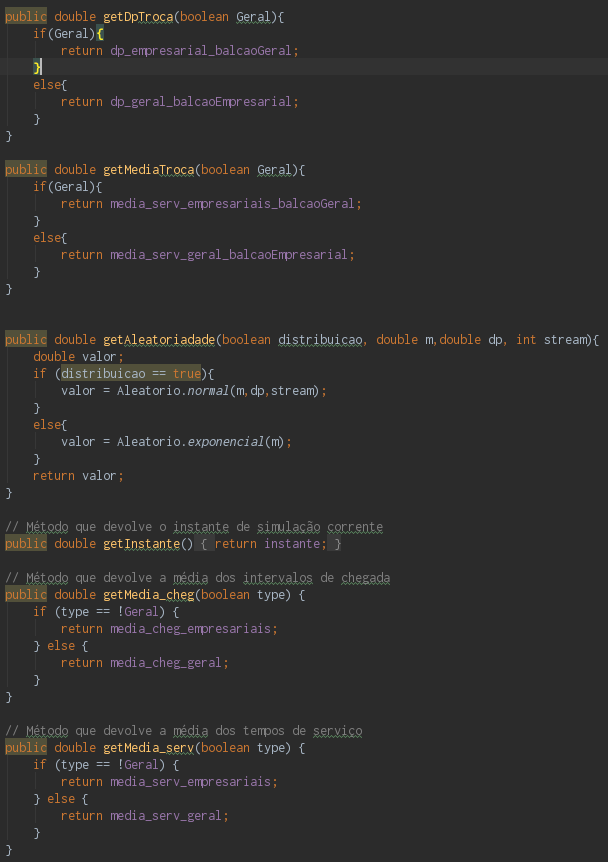 public double getDpTroca(boolean Geral){
if(Geral){
return dp_empresarial_balcaoGeral;
}
else{
return dp_geral_balcaoEmpresarial;
}
}
public double getMediaTroca(boolean Geral){
if(Geral){
return media_serv_empresariais_balcaoGeral;
}
else{
return media_serv_geral_balcaoEmpresarial;
}
}
public double getAleatoriadade(boolean distribuicao, double m,double dp, int stream){
double valor;
if (distribuicao == true){
valor = Aleatorio.normal(m,dp,stream);
}
else{
valor = Aleatorio.exponencial(m);
}
return valor;
}
// Método que devolve o instante de simulação corrente
public double getInstante() { return instante; }
// Método que devolve a média dos intervalos de chegada
public double getMedia_cheg(boolean type) {
if (type == !Geral) {
return media_cheg_empresariais;
} else {
return media_cheg_geral;
}
}
// Método que devolve a média dos tempos de serviço
public double getMedia_serv(boolean type) {
if (type == !Geral) {
return media_serv_empresariais;
} else {
return media_serv_geral;
}
}